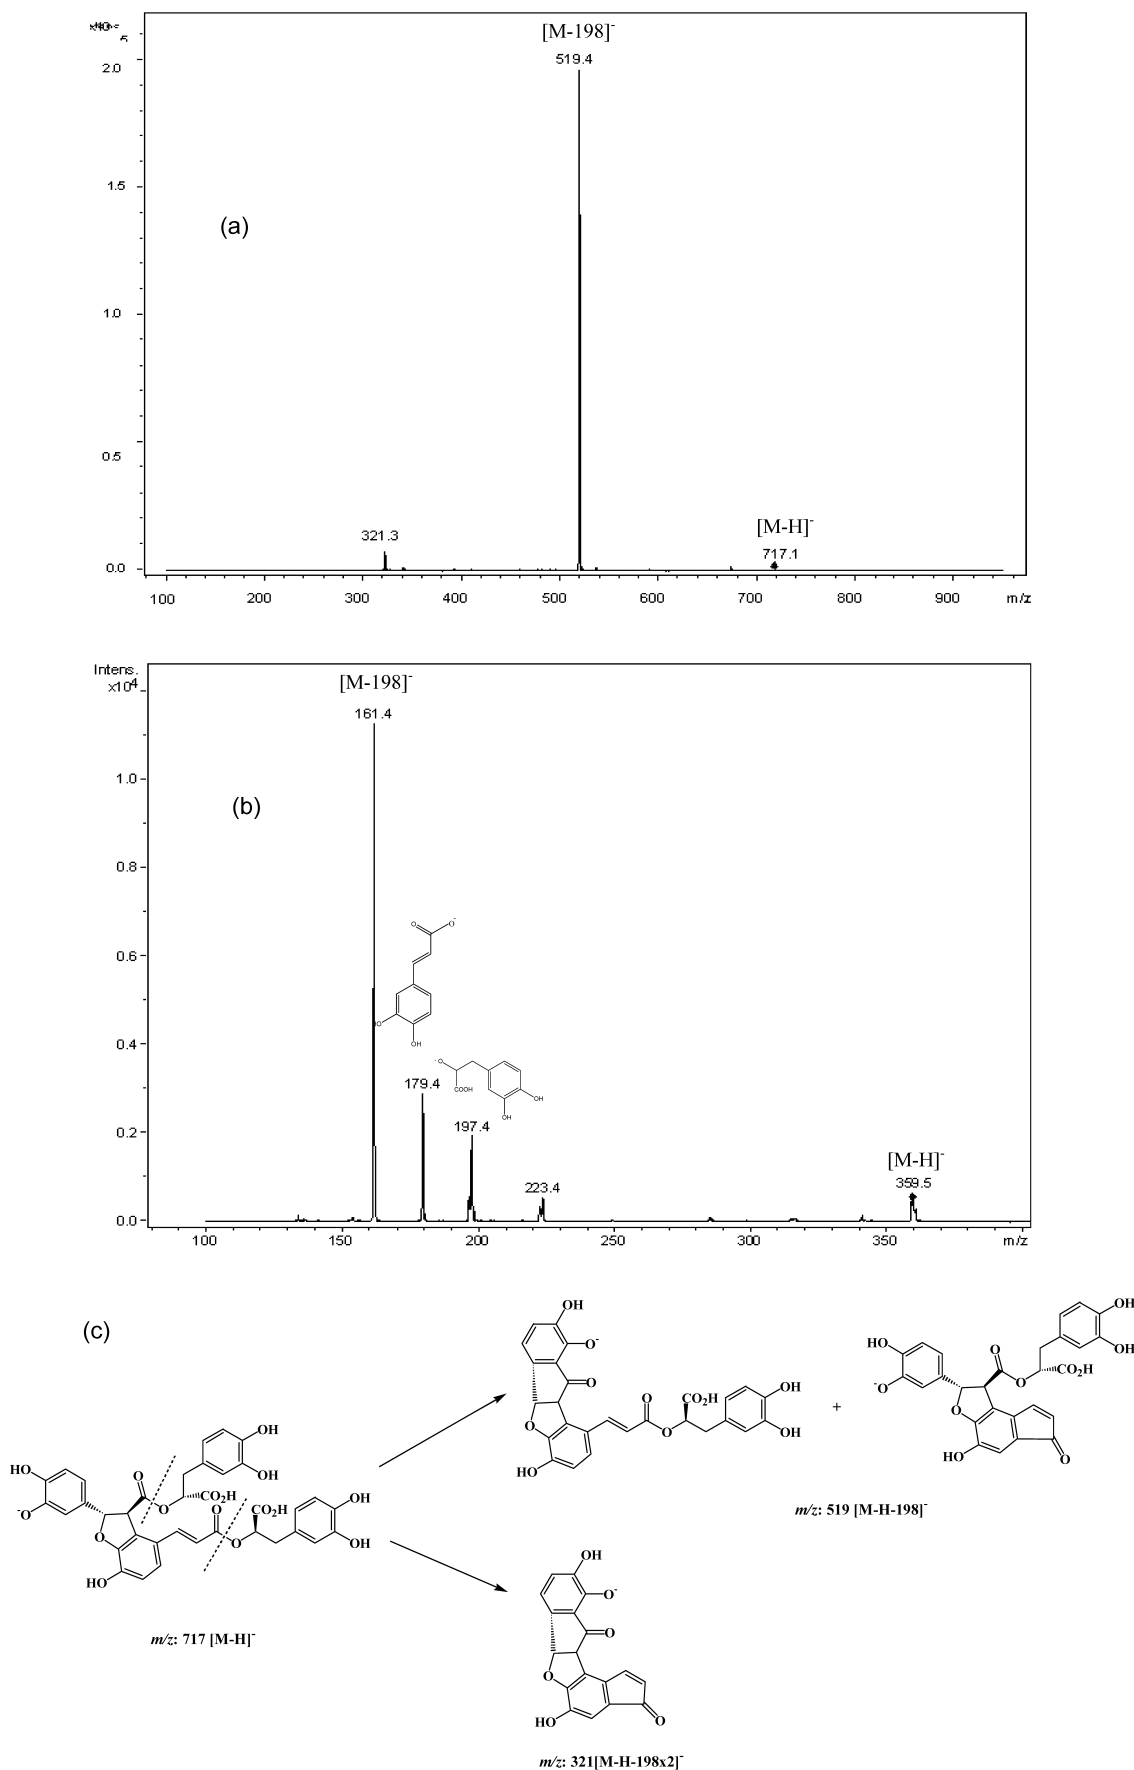 [M-198]-
519.4
2.0
1.5
(a)
1.0
0.5
321.3
[M-H]-
717.1
0.0
100 200 300 400 500 600 700 800 900 m/z
Intens.
x10^4
[M-198]-
161.4
1.0
(b)
0.8
O O-
0.6
HO
OH
0.4
-O
COOH
OH
OH
179.4
197.4
0.2
[M-H]-
359.5
223.4
0.0
100 150 200 250 300 350 m/z
(c)
OH
O-
O
O
O
CO2H
OH
OH
O
HO
+
HO
-O
O
O
CO2H
OH
OH
O
HO
O
m/z: 519 [M-H-198]-
HO
-O
O
O
CO2H
OH
OH
O
O
O
CO2H
OH
OH
HO
m/z: 717 [M-H]-
OH
O-
O
O
HO
O
m/z: 321[M-H-198x2]-